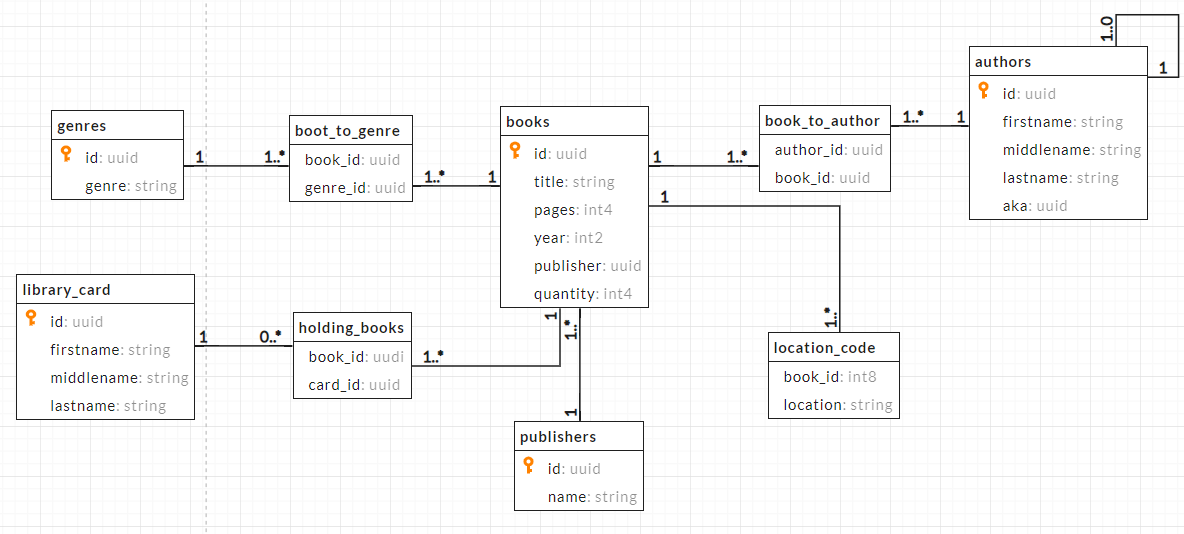 genres
id: uuid
genre: string
1
1..*
boot_to_genre
book_id: uuid
genre_id: uuid
1..*
1
books
id: uuid
title: string
pages: int4
year: int2
publisher: uuid
quantity: int4
1
1..*
book_to_author
author_id: uuid
book_id: uuid
1..*
1
authors
id: uuid
firstname: string
middlename: string
lastname: string
aka: uuid
1..0
1
library_card
id: uuid
firstname: string
middlename: string
lastname: string
1
0..*
holding_books
book_id: uudi
card_id: uuid
1..*
1
1..*
1
publishers
id: uuid
name: string
1
1..*
location_code
book_id: int8
location: string